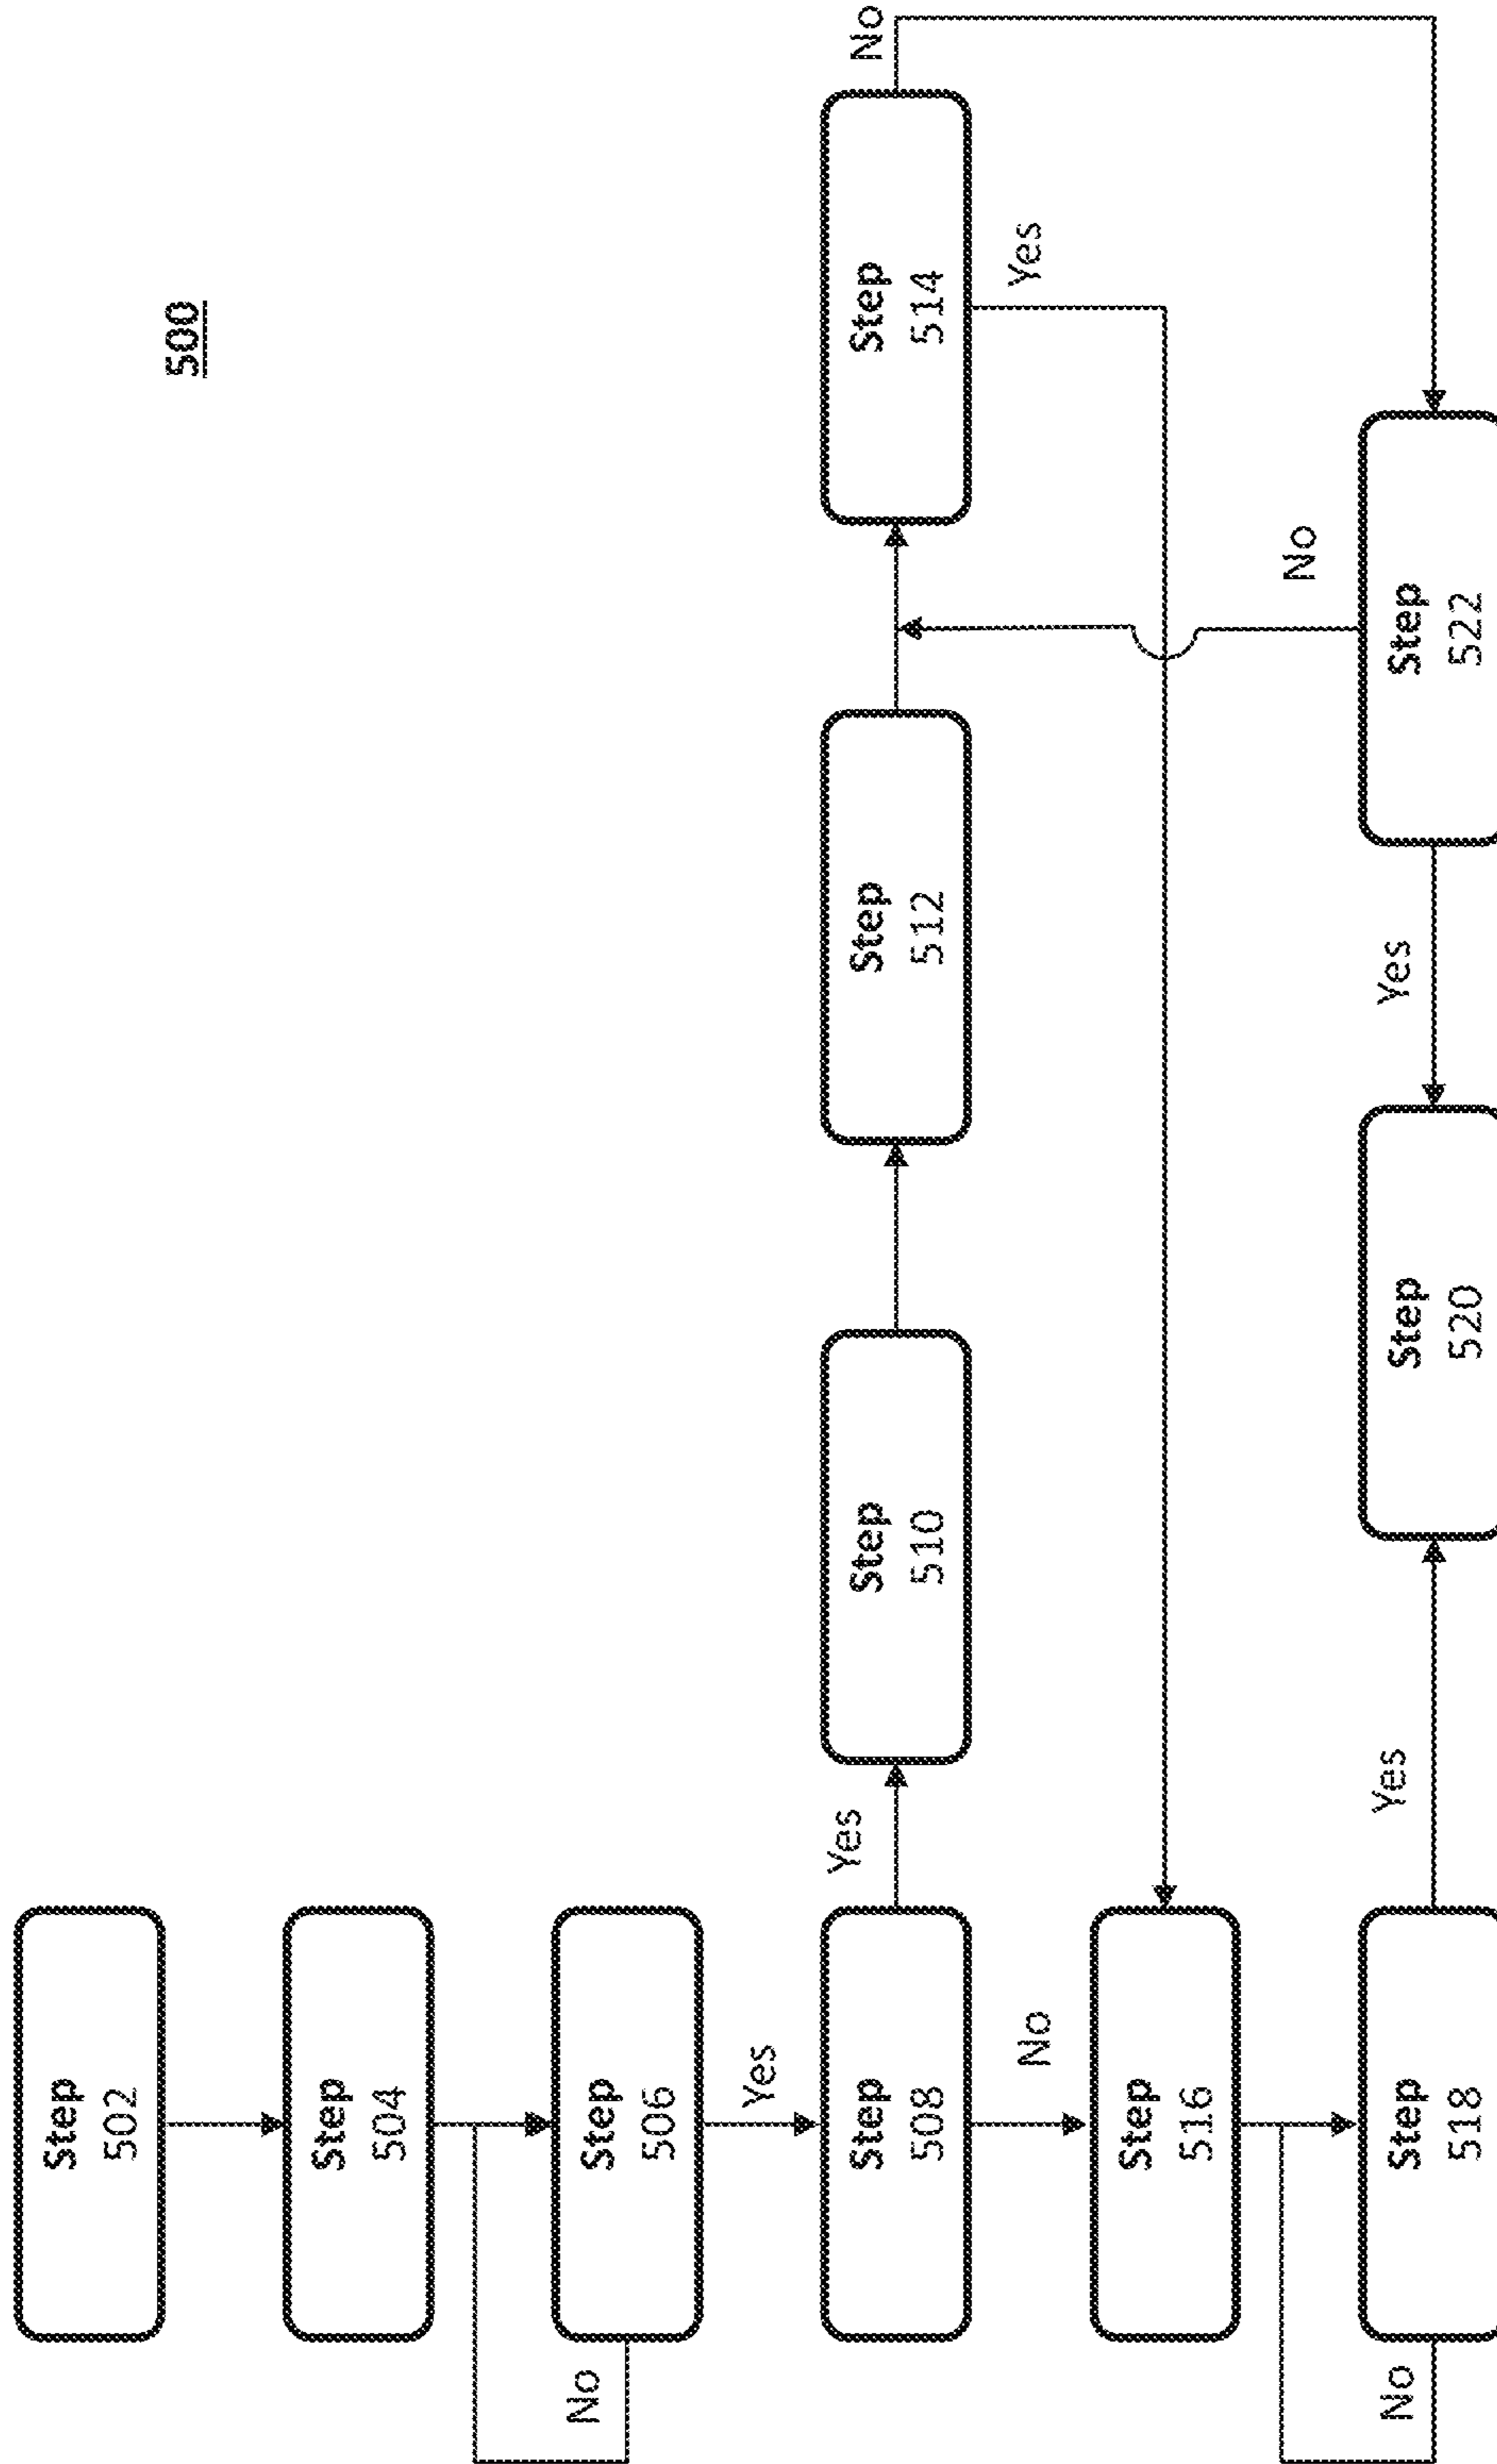 500
Step
502
Step
504
Step
506
No
Yes
Step
508
Yes
Step
510
Step
512
Step
514
No
Yes
No
Step
516
Step
518
No
Yes
Step
520
Yes
Step
522
No